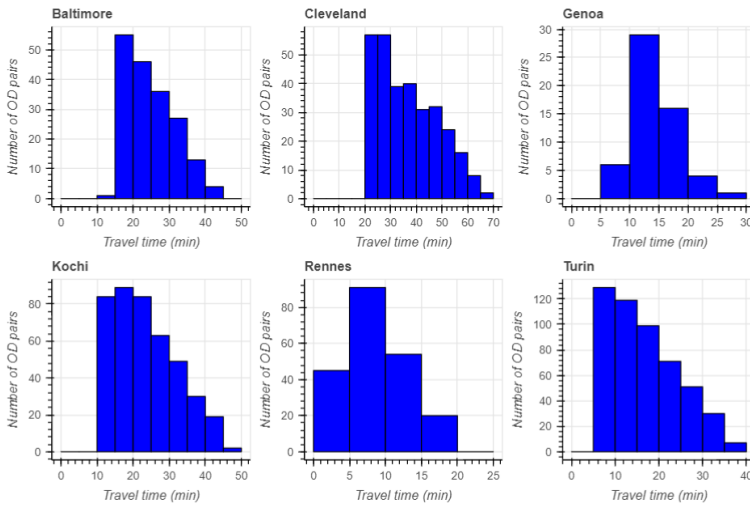 Baltimore
Number of OD pairs
50
40
30
20
10
0
0 10 20 30 40 50
Travel time (min)
Cleveland
Number of OD pairs
50
40
30
20
10
0
0 10 20 30 40 50 60 70
Travel time (min)
Genoa
Number of OD pairs
30
25
20
15
10
5
0
0 5 10 15 20 25 30
Travel time (min)
Kochi
Number of OD pairs
80
60
40
20
0
0 10 20 30 40 50
Travel time (min)
Rennes
Number of OD pairs
80
60
40
20
0
0 5 10 15 20 25
Travel time (min)
Turin
Number of OD pairs
120
100
80
60
40
20
0
0 10 20 30 40
Travel time (min)